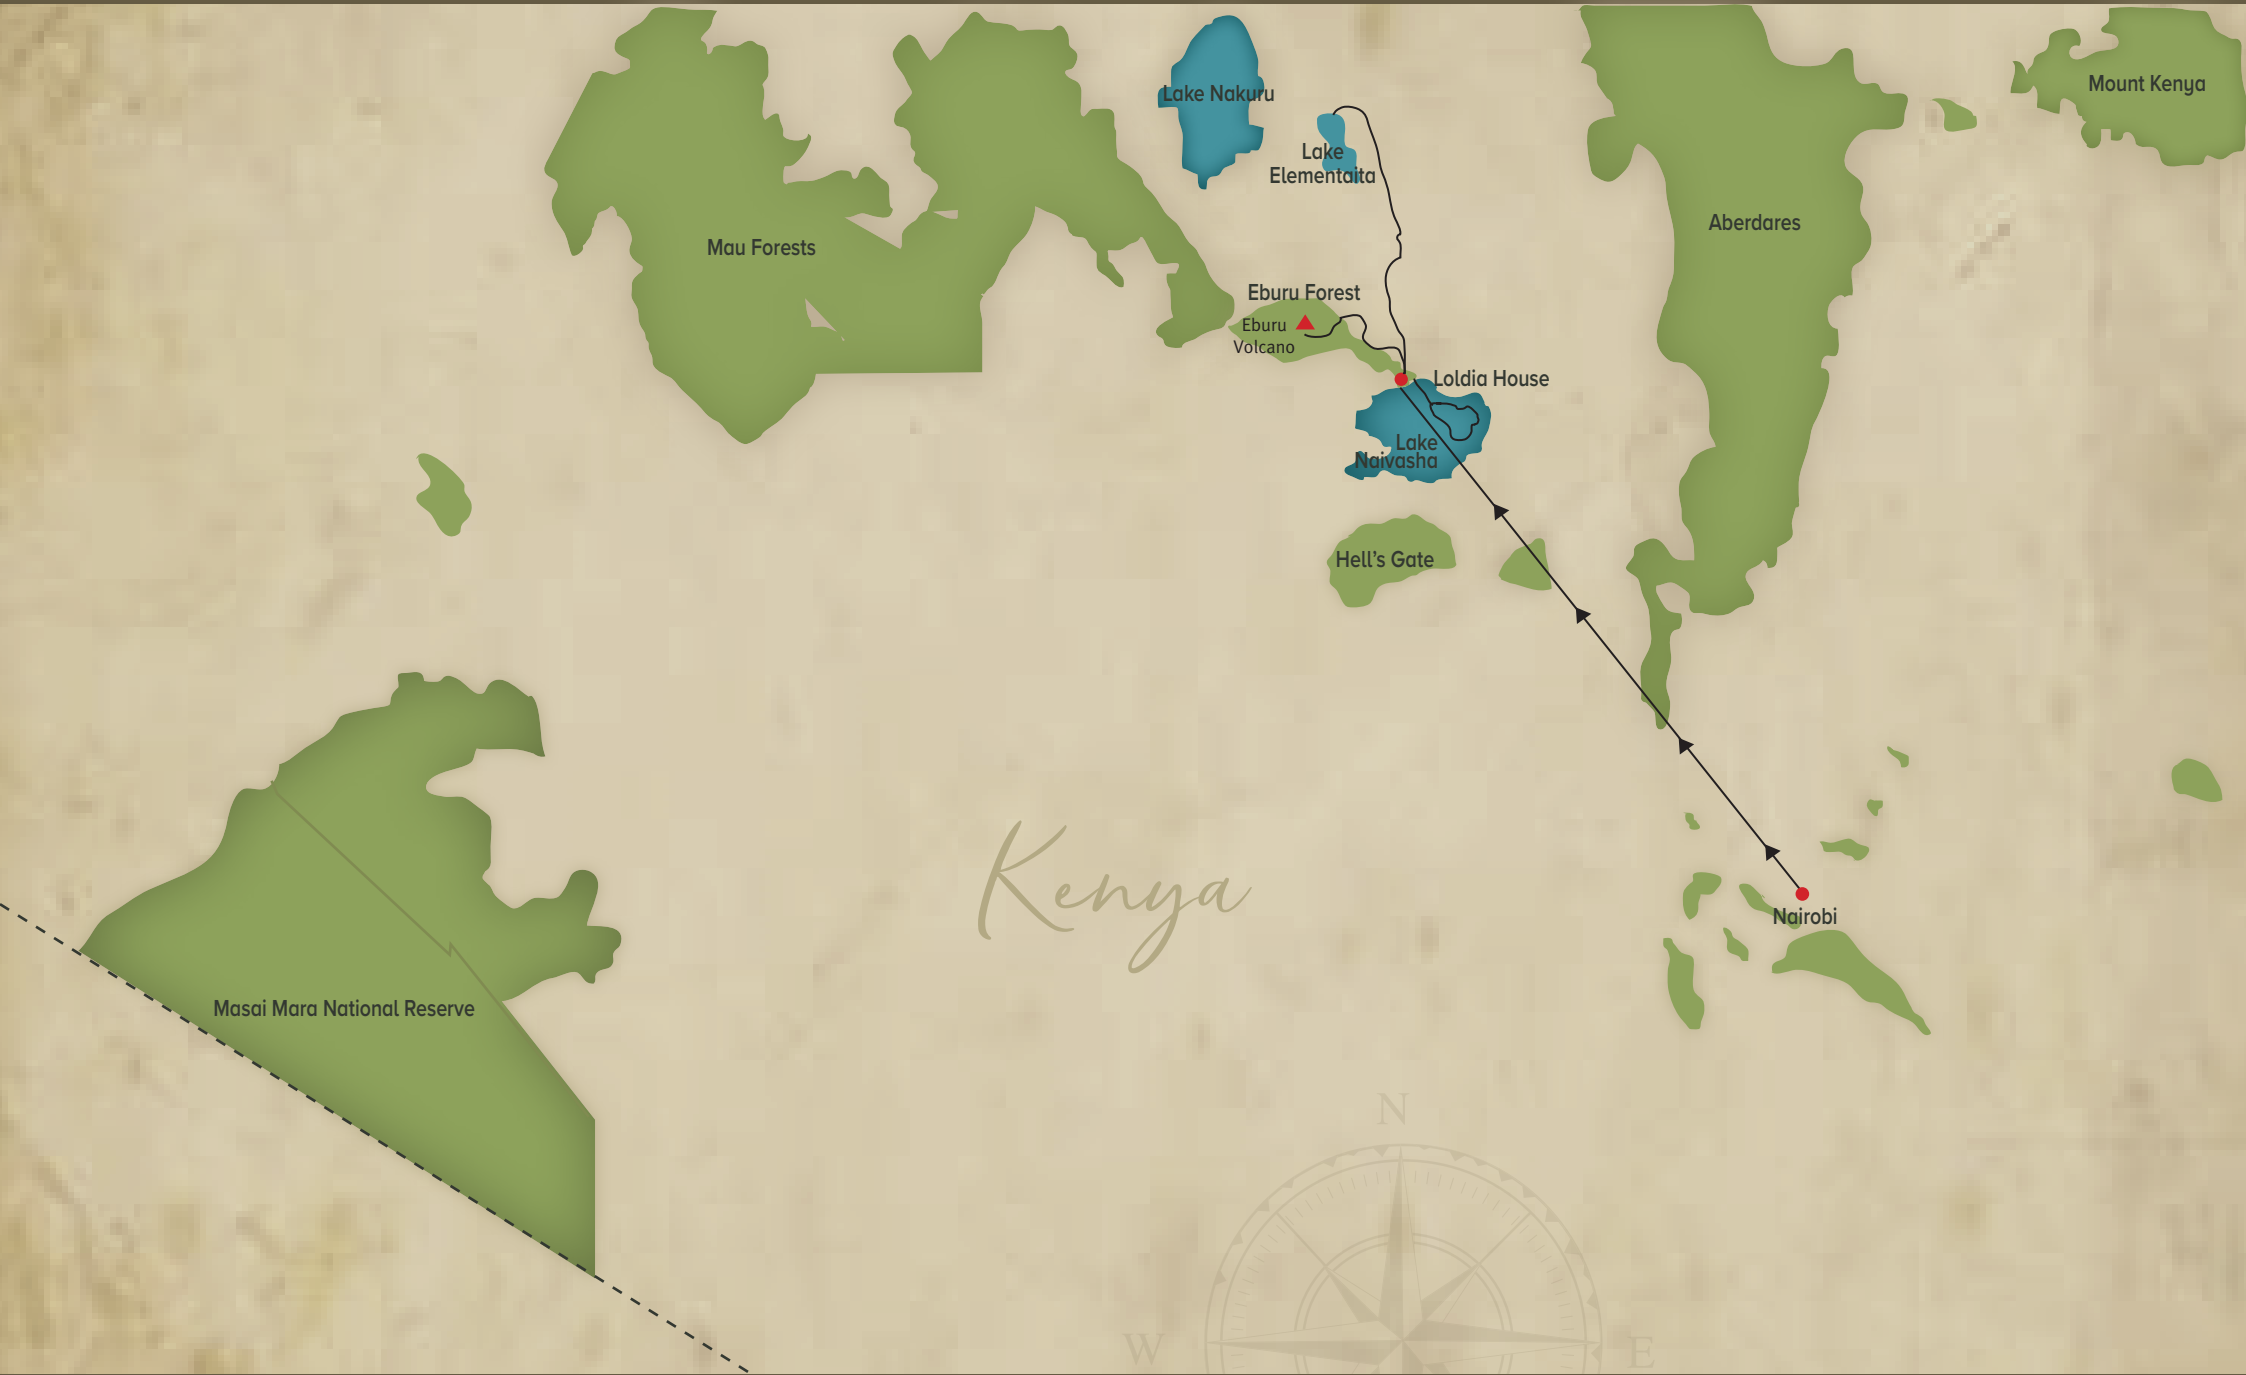 Mount Kenya
Lake Nakuru
Lake
Elementaita
Aberdares
Mau Forests
Eburu Forest
Eburu
Volcano
Loldia House
Lake
Naivasha
Hell's Gate
Kenya
Nairobi
Masai Mara National Reserve
N
W
E